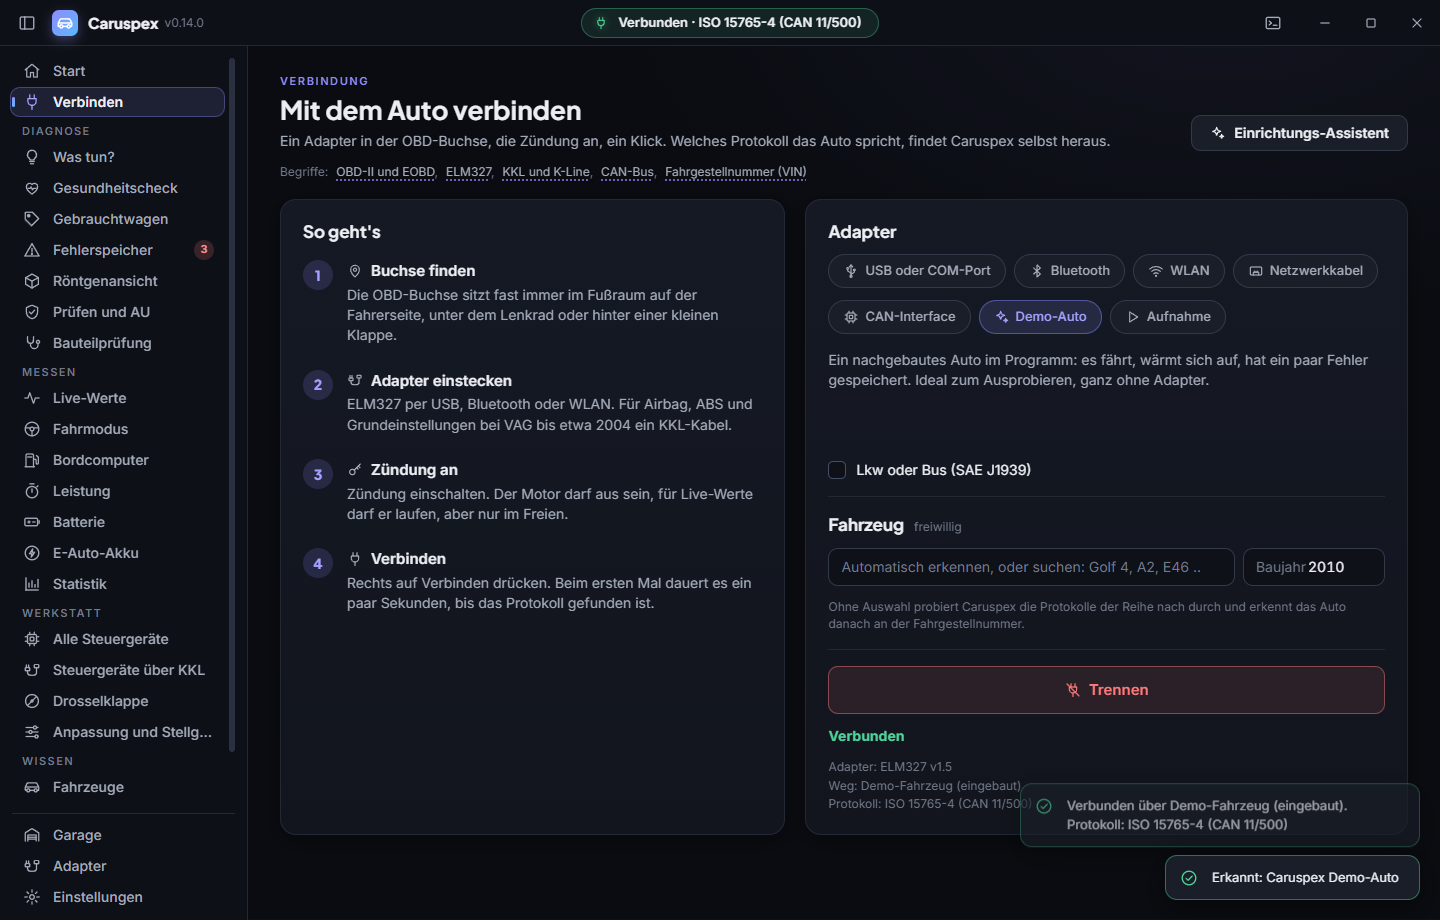 Caruspex v0.14.0
Verbunden · ISO 15765-4 (CAN 11/500)
Start
Verbinden
DIAGNOSE
Was tun?
Gesundheitscheck
Gebrauchtwagen
Fehlerspeicher 3
Röntgenansicht
Prüfen und AU
Bauteilprüfung
MESSEN
Live-Werte
Fahrmodus
Bordcomputer
Leistung
Batterie
E-Auto-Akku
Statistik
WERKSTATT
Alle Steuergeräte
Steuergeräte über KKL
Drosselklappe
Anpassung und Stellg...
WISSEN
Fahrzeuge
Garage
Adapter
Einstellungen
VERBINDUNG
Mit dem Auto verbinden
Ein Adapter in der OBD-Buchse, die Zündung an, ein Klick. Welches Protokoll das Auto spricht, findet Caruspex selbst heraus.
Begriffe: OBD-II und EOBD, ELM327, KKL und K-Line, CAN-Bus, Fahrgestellnummer (VIN)
Einrichtungs-Assistent
So geht's
1 Buchse finden
Die OBD-Buchse sitzt fast immer im Fußraum auf der
Fahrerseite, unter dem Lenkrad oder hinter einer kleinen
Klappe.
2 Adapter einstecken
ELM327 per USB, Bluetooth oder WLAN. Für Airbag, ABS und
Grundeinstellungen bei VAG bis etwa 2004 ein KKL-Kabel.
3 Zündung an
Zündung einschalten. Der Motor darf aus sein, für Live-Werte
darf er laufen, aber nur im Freien.
4 Verbinden
Rechts auf Verbinden drücken. Beim ersten Mal dauert es ein
paar Sekunden, bis das Protokoll gefunden ist.
Adapter
USB oder COM-Port Bluetooth WLAN Netzwerkkabel
CAN-Interface Demo-Auto Aufnahme
Ein nachgebautes Auto im Programm: es fährt, wärmt sich auf, hat ein paar Fehler
gespeichert. Ideal zum Ausprobieren, ganz ohne Adapter.
Lkw oder Bus (SAE J1939)
Fahrzeug freiwillig
Automatisch erkennen, oder suchen: Golf 4, A2, E46 ..
Baujahr 2010
Ohne Auswahl probiert Caruspex die Protokolle der Reihe nach durch und erkennt das Auto
danach an der Fahrgestellnummer.
Trennen
Verbunden
Adapter: ELM327 v1.5
Weg: Demo-Fahrzeug (eingebaut)
Protokoll: ISO 15765-4 (CAN 11/500)
Verbunden über Demo-Fahrzeug (eingebaut).
Protokoll: ISO 15765-4 (CAN 11/500)
Erkannt: Caruspex Demo-Auto